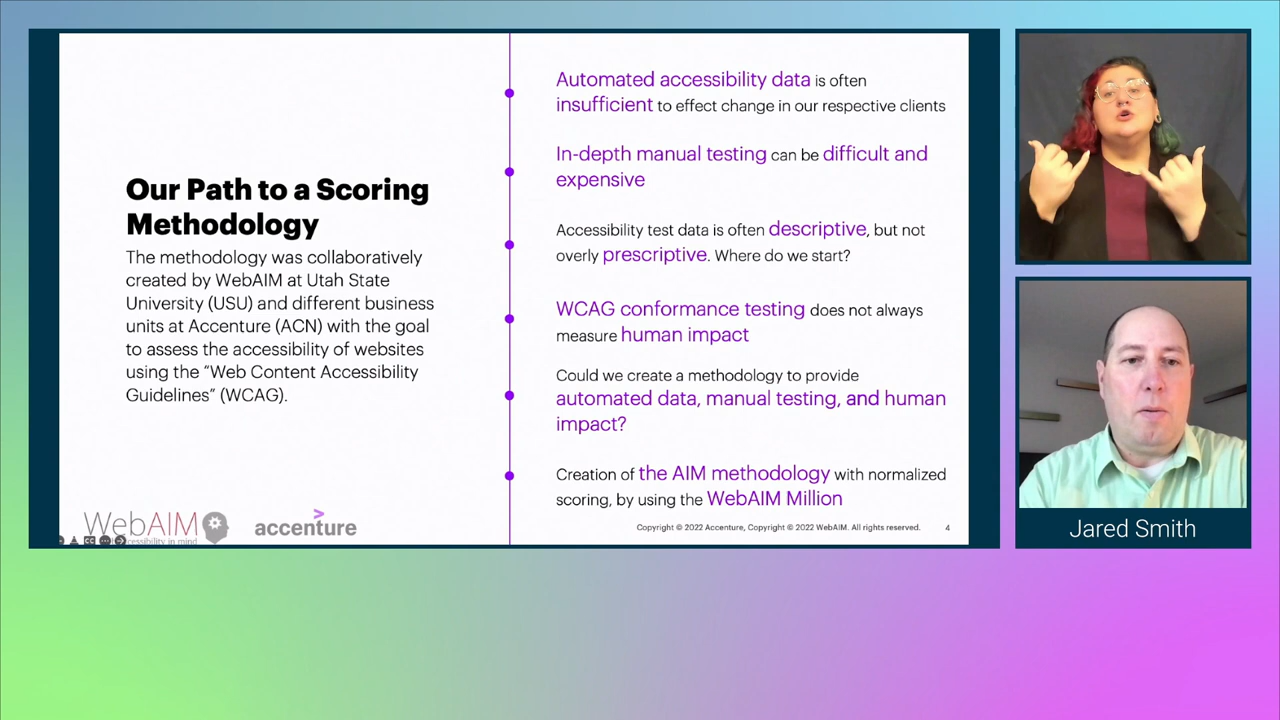 Our Path to a Scoring
Methodology
The methodology was collaboratively
created by WebAIM at Utah State
University (USU) and different business
units at Accenture (ACN) with the goal
to assess the accessibility of websites
using the “Web Content Accessibility
Guidelines” (WCAG).
WebAIM
accessibility in mind
accenture
Automated accessibility data is often
insufficient to effect change in our respective clients
In-depth manual testing can be difficult and
expensive
Accessibility test data is often descriptive, but not
overly prescriptive. Where do we start?
WCAG conformance testing does not always
measure human impact
Could we create a methodology to provide
automated data, manual testing, and human
impact?
Creation of the AIM methodology with normalized
scoring, by using the WebAIM Million
Copyright © 2022 Accenture, Copyright © 2022 WebAIM. All rights reserved. 4
Jared Smith